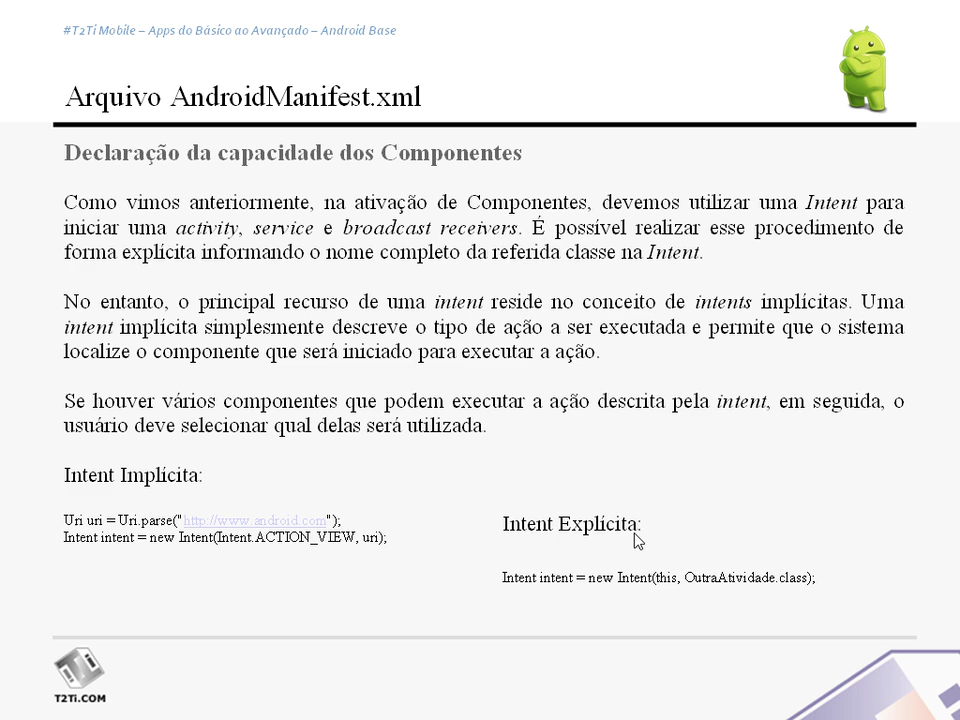 #T2Ti Mobile – Apps do Básico ao Avançado – Android Base
Arquivo AndroidManifest.xml
Declaração da capacidade dos Componentes
Como vimos anteriormente, na ativação de Componentes, devemos utilizar uma Intent para
iniciar uma activity, service e broadcast receivers. É possível realizar esse procedimento de
forma explícita informando o nome completo da referida classe na Intent.
No entanto, o principal recurso de uma intent reside no conceito de intents implícitas. Uma
intent implícita simplesmente descreve o tipo de ação a ser executada e permite que o sistema
localize o componente que será iniciado para executar a ação.
Se houver vários componentes que podem executar a ação descrita pela intent, em seguida, o
usuário deve selecionar qual delas será utilizada.
Intent Implícita:
Uri uri = Uri.parse("http://www.android.com");
Intent intent = new Intent(Intent.ACTION_VIEW, uri);
Intent Explícita:
Intent intent = new Intent(this, OutraAtividade.class);
T2Ti
T2Ti.COM